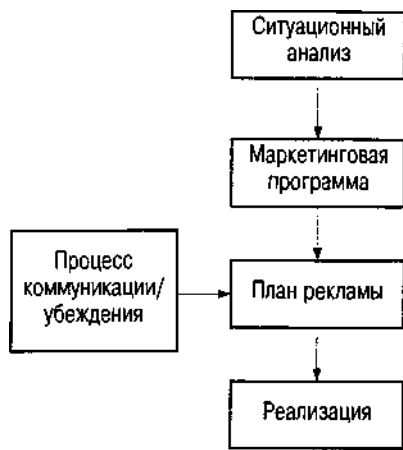 Ситуационный
анализ
Маркетинговая
программа
Процесс
коммуникации/
убеждения
План рекламы
Реализация